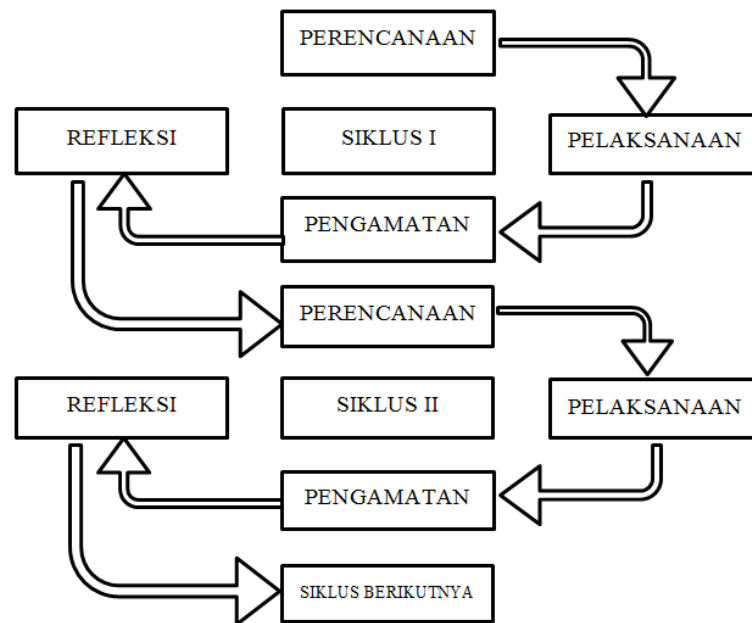 PERENCANAAN
REFLEKSI
SIKLUS I
PELAKSANAAN
PENGAMATAN
PERENCANAAN
REFLEKSI
SIKLUS II
PELAKSANAAN
PENGAMATAN
SIKLUS BERIKUTNYA